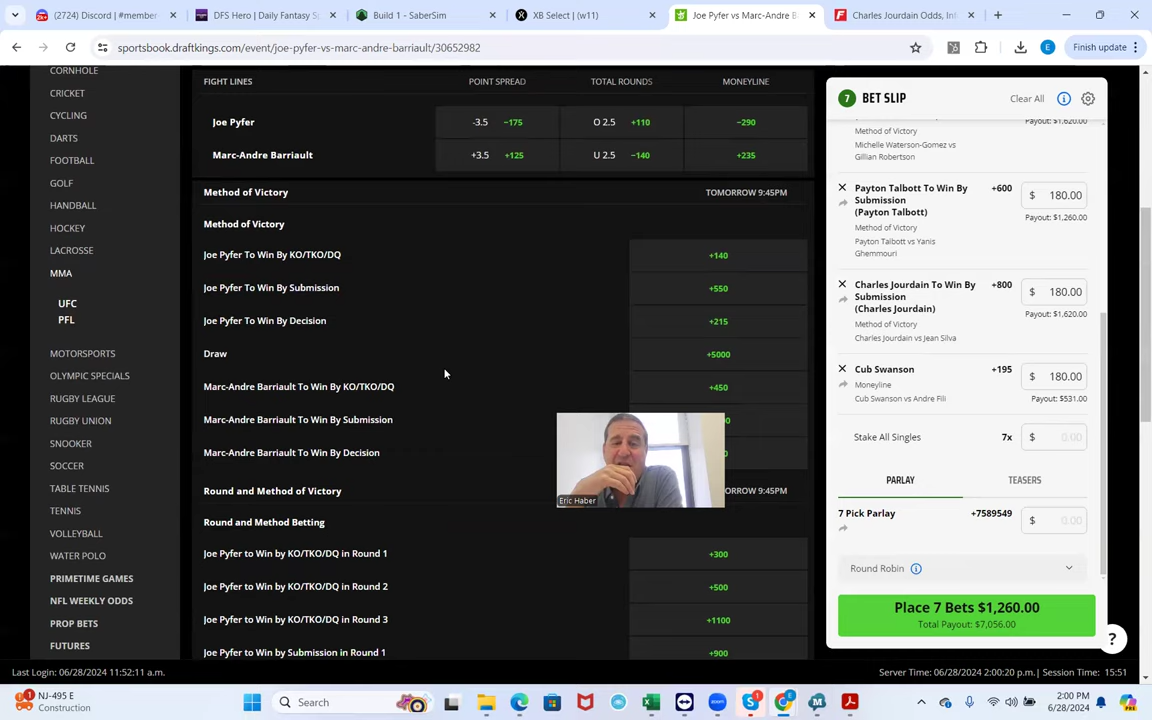 (2724) Discord | #member
DFS Hero | Daily Fantasy S
Build 1 - SaberSim
XB Select | (w11)
Joe Pyfer vs Marc-Andre B
Charles Jourdain Odds, Inf
sportsbook.draftkings.com/event/joe-pyfer-vs-marc-andre-barriault/30652982
E
Finish update
CORNHOLE
CRICKET
CYCLING
DARTS
FOOTBALL
GOLF
HANDBALL
HOCKEY
LACROSSE
MMA
UFC
PFL
MOTORSPORTS
OLYMPIC SPECIALS
RUGBY LEAGUE
RUGBY UNION
SNOOKER
SOCCER
TABLE TENNIS
TENNIS
VOLLEYBALL
WATER POLO
PRIMETIME GAMES
NFL WEEKLY ODDS
PROP BETS
FUTURES
FIGHT LINES POINT SPREAD TOTAL ROUNDS MONEYLINE
Joe Pyfer -3.5 −175 O 2.5 +110 −290
Marc-Andre Barriault +3.5 +125 U 2.5 −140 +235
Method of Victory TOMORROW 9:45PM
Method of Victory
Joe Pyfer To Win By KO/TKO/DQ +140
Joe Pyfer To Win By Submission +550
Joe Pyfer To Win By Decision +215
Draw +5000
Marc-Andre Barriault To Win By KO/TKO/DQ +450
Marc-Andre Barriault To Win By Submission
Marc-Andre Barriault To Win By Decision
Round and Method of Victory ORROW 9:45PM
Round and Method Betting
Joe Pyfer to Win by KO/TKO/DQ in Round 1 +300
Joe Pyfer to Win by KO/TKO/DQ in Round 2 +500
Joe Pyfer to Win by KO/TKO/DQ in Round 3 +1100
Joe Pyfer to Win by Submission in Round 1 +900
Eric Haber
7 BET SLIP Clear All
Payout: $1,620.00
Method of Victory
Michelle Waterson-Gomez vs
Gillian Robertson
Payton Talbott To Win By +600 $ 180.00
Submission
(Payton Talbott) Payout: $1,260.00
Method of Victory
Payton Talbott vs Yanis
Ghemmouri
Charles Jourdain To Win By +800 $ 180.00
Submission
(Charles Jourdain) Payout: $1,620.00
Method of Victory
Charles Jourdain vs Jean Silva
Cub Swanson +195 $ 180.00
Moneyline
Cub Swanson vs Andre Fili Payout: $531.00
Stake All Singles 7x $ 0.00
PARLAY TEASERS
7 Pick Parlay +7589549 $ 0.00
Round Robin
Place 7 Bets $1,260.00
Total Payout: $7,056.00
?
Last Login: 06/28/2024 11:52:11 a.m. Server Time: 06/28/2024 2:00:20 p.m. | Session Time: 15:51
NJ-495 E
Construction
Search
zoom
2:00 PM
6/28/2024